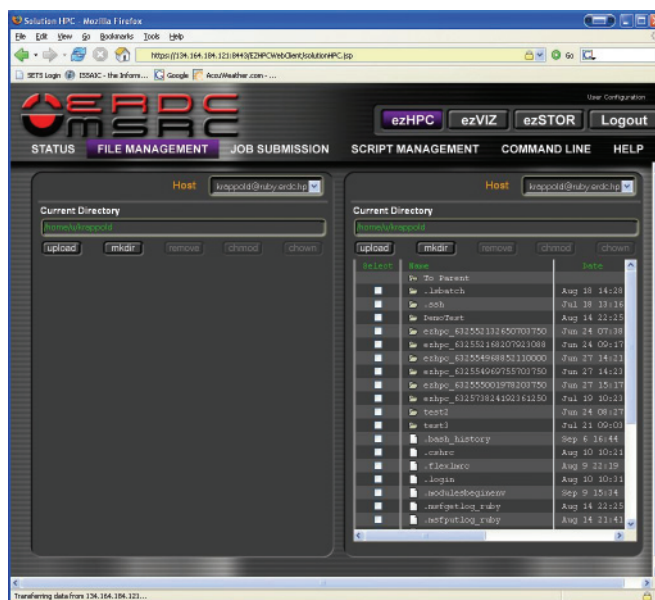 Solution HPC - Mozilla Firefox
File Edit View Go Bookmarks Tools Help
https://134.164.184.121:8443/EZHPCWebClient/solutionHPC.jsp
Go
SETS Login
ISSAIC - the Inform...
Google
AccuWeather.com - ...
ERDC
MSRC
User Configuration
ezHPC ezVIZ ezSTOR Logout
STATUS FILE MANAGEMENT JOB SUBMISSION SCRIPT MANAGEMENT COMMAND LINE HELP
Host krappold@ruby.erdc.hp
Current Directory
/home/u/krappold
upload mkdir remove chmod chown
Host krappold@ruby.erdc.hp
Current Directory
/home/u/krappold
upload mkdir remove chmod chown
Select Name Date
To Parent
.lsbatch Aug 18 14:28
.ssh Jul 18 13:16
DemoTest Aug 14 22:25
ezhpc_632552132650703750 Jun 24 07:38
ezhpc_632552168207923088 Jun 24 09:17
ezhpc_632554968852110000 Jun 27 14:21
ezhpc_632554969755703750 Jun 27 14:23
ezhpc_632555001978203750 Jun 27 15:17
ezhpc_632573824192361250 Jul 19 10:23
test2 Jun 24 08:27
test3 Jul 21 09:03
.bash_history Sep 6 16:44
.cshrc Aug 10 10:21
.flexlmrc Aug 9 22:19
.login Aug 10 10:31
.modulesbeginenv Sep 9 15:34
.msfgetlog_ruby Aug 14 22:25
.msfputlog_ruby Aug 14 21:41
Transferring data from 134.164.184.121...